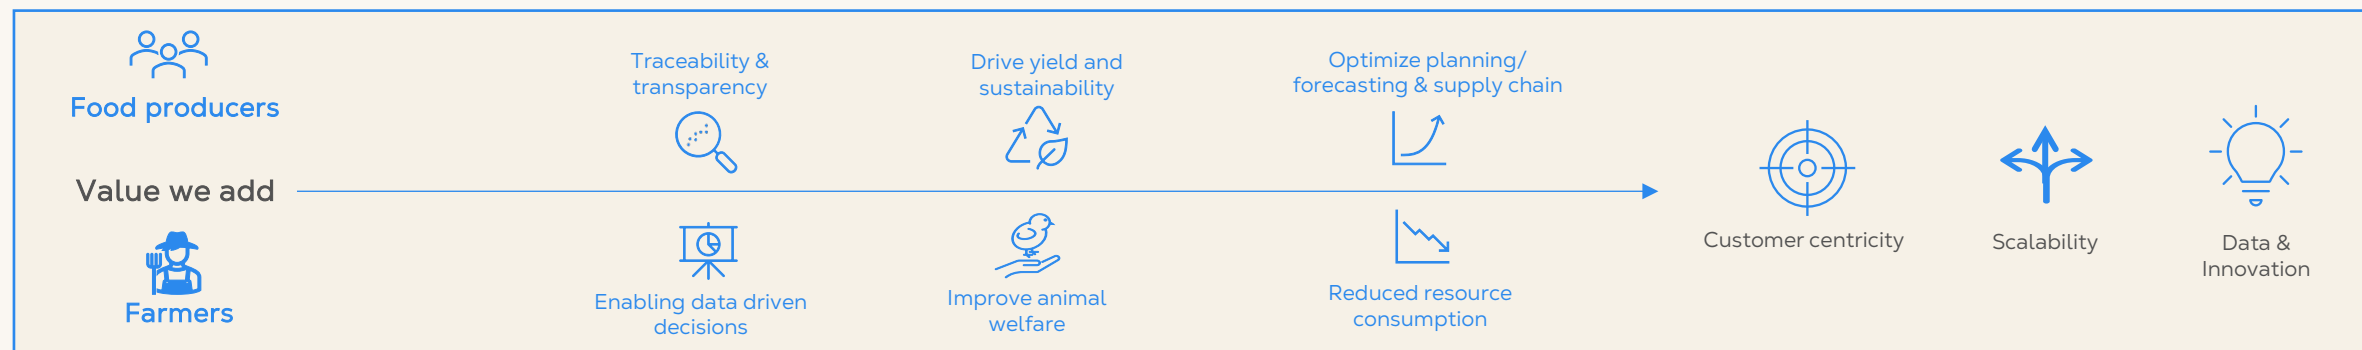 Food producers
Traceability &
transparency
Drive yield and
sustainability
Optimize planning/
forecasting & supply chain
Value we add
Customer centricity
Scalability
Data &
Innovation
Farmers
Enabling data driven
decisions
Improve animal
welfare
Reduced resource
consumption